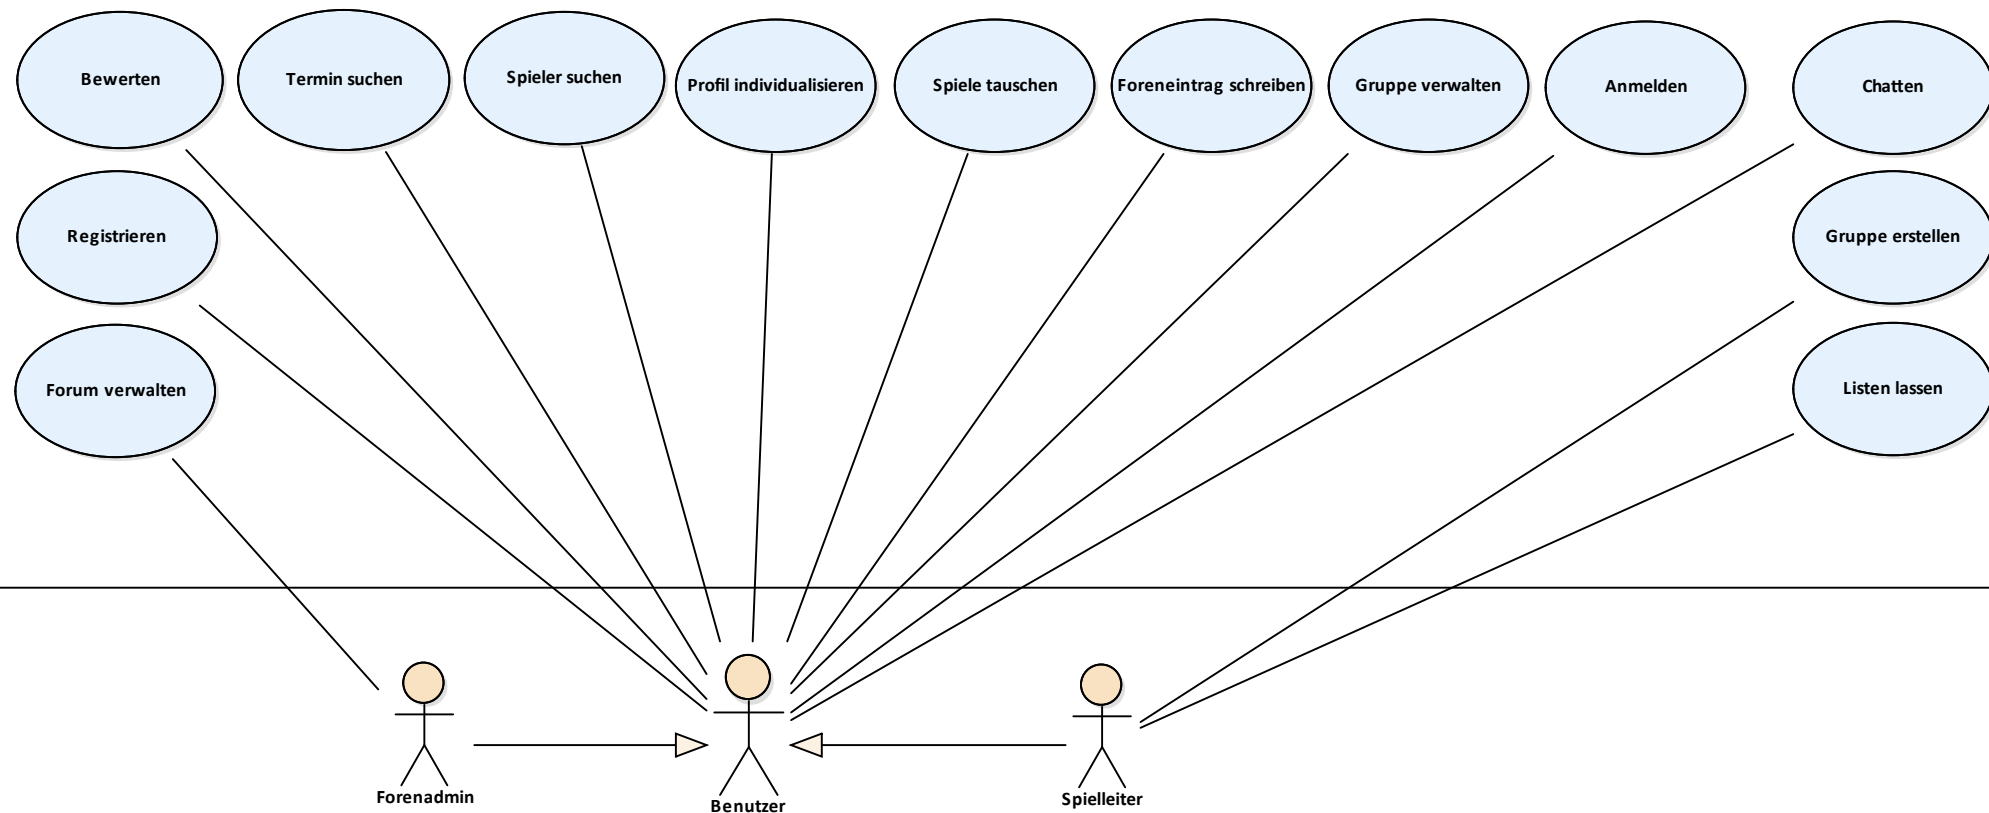 Bewerten
Termin suchen
Spieler suchen
Profil individualisieren
Spiele tauschen
Foreneintrag schreiben
Gruppe verwalten
Anmelden
Chatten
Registrieren
Gruppe erstellen
Forum verwalten
Listen lassen
Forenadmin
Benutzer
Spielleiter